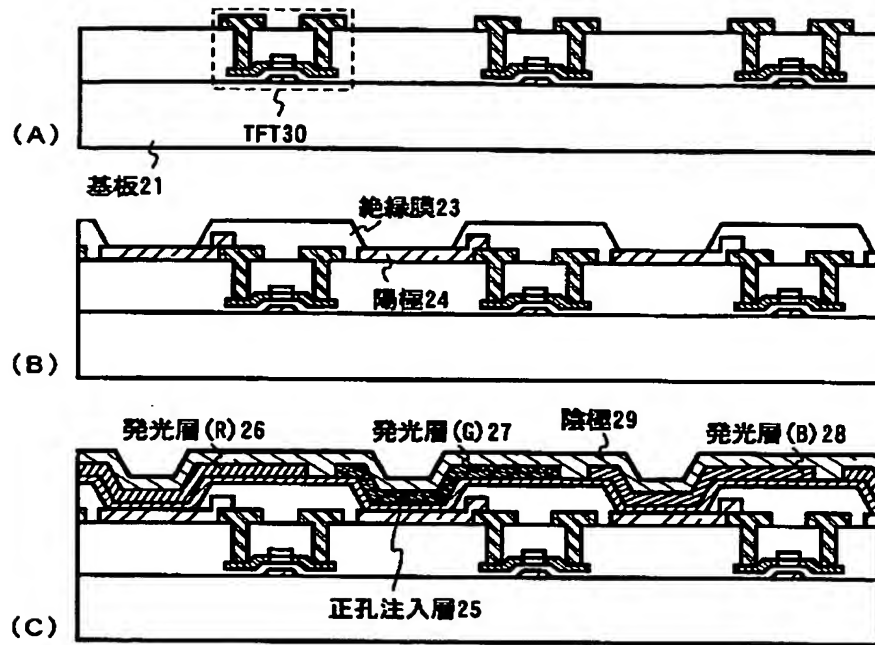 (A)
TFT30
基板21
絶縁膜23
陽極24
(B)
発光層(R)26
発光層(G)27
陰極29
発光層(B)28
正孔注入層25
(C)